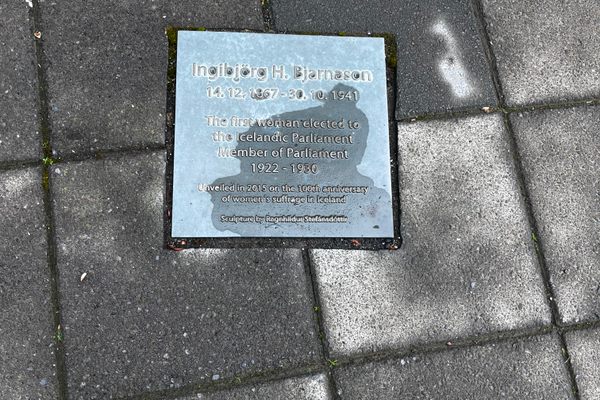 Ingibjörg H. Bjarnason
14. 12. 1867 - 30. 10. 1941
The first woman elected to
the Icelandic Parliament
Member of Parliament
1922 - 1930
Unveiled in 2015 on the 100th anniversary
of women's suffrage in Iceland
Sculpture by Ragnhildur Stefánsdóttir